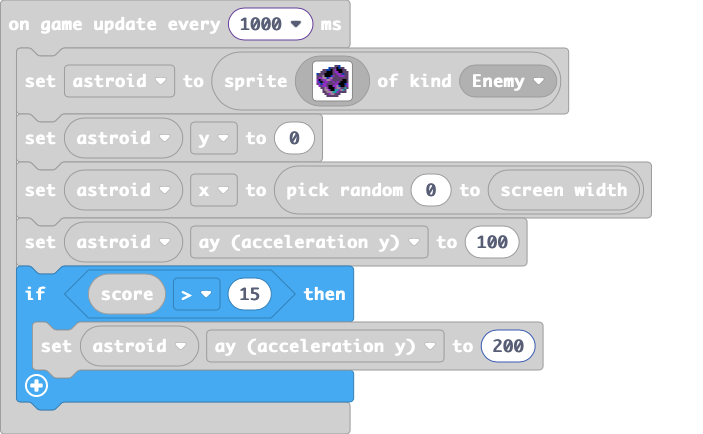 on game update every 1000 ms
set astroid to sprite of kind Enemy
set astroid y to 0
set astroid x to pick random 0 to screen width
set astroid ay (acceleration y) to 100
if score > 15 then
set astroid ay (acceleration y) to 200